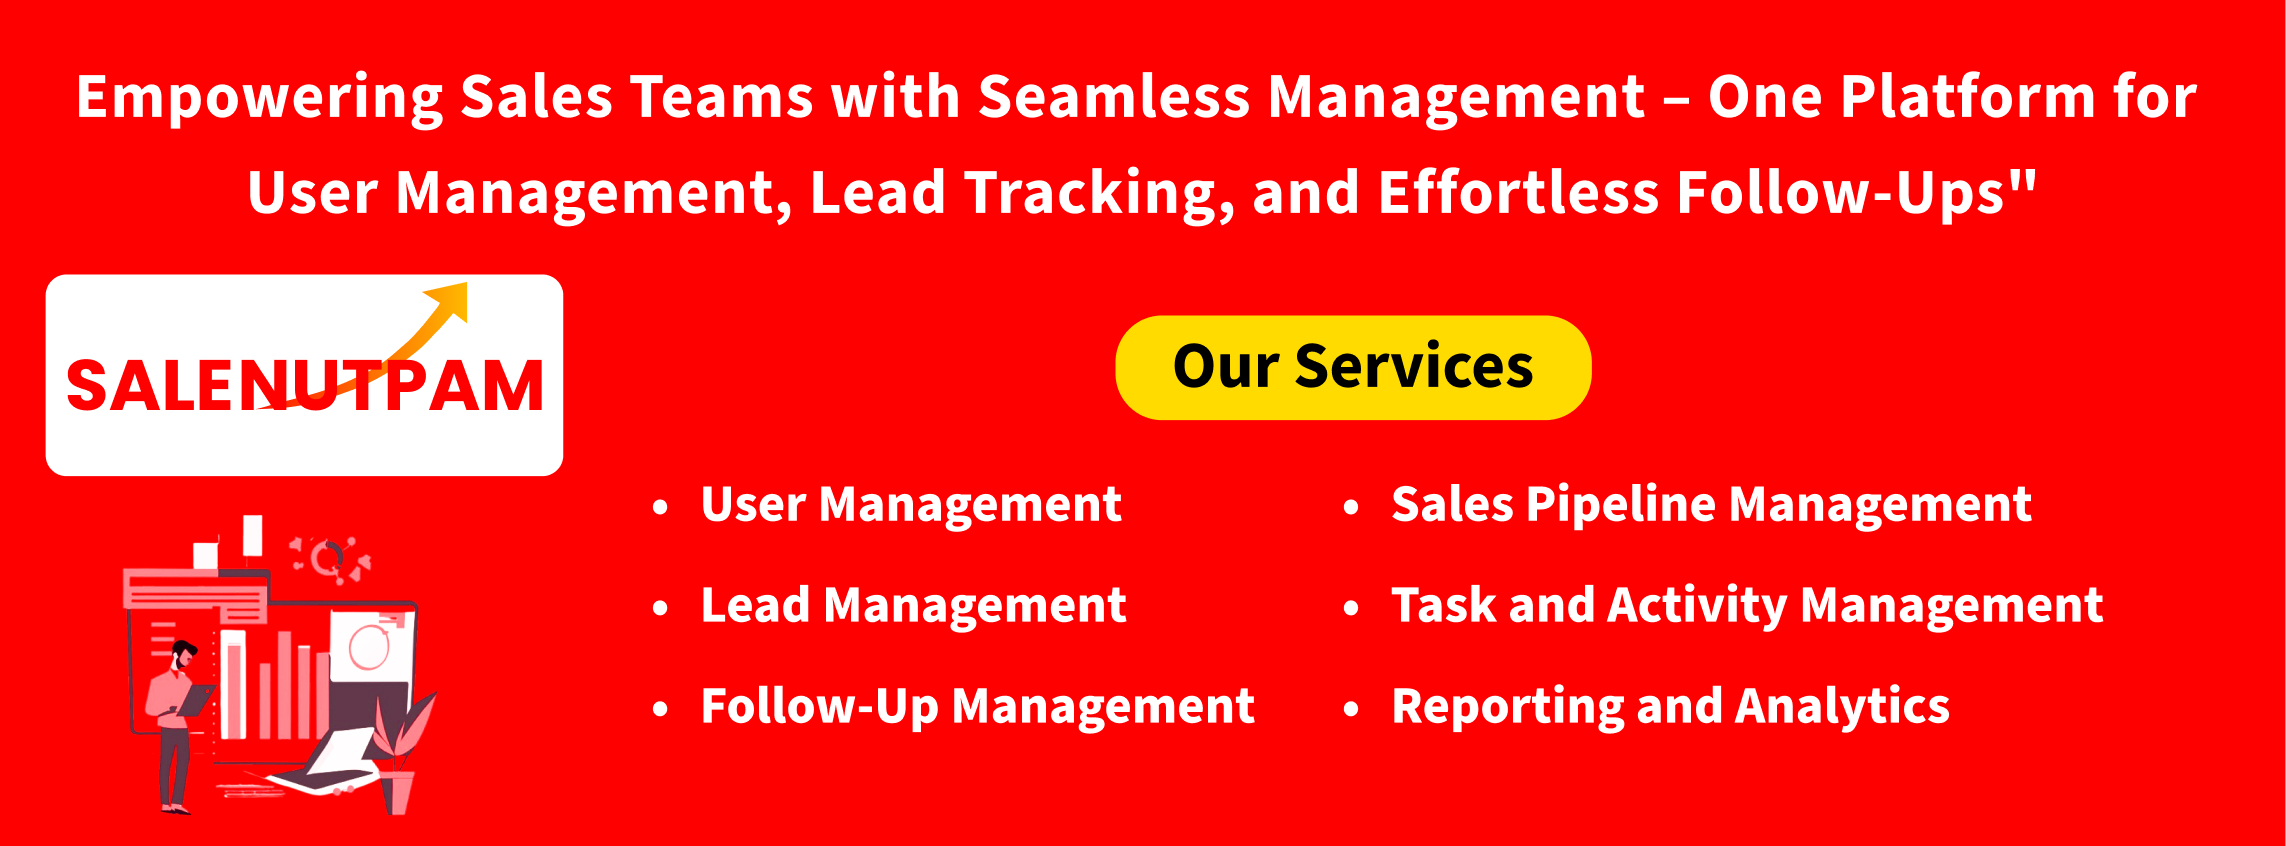 Empowering Sales Teams with Seamless Management – One Platform for
User Management, Lead Tracking, and Effortless Follow-Ups"
SALENUTPAM
Our Services
• User Management
• Lead Management
• Follow-Up Management
• Sales Pipeline Management
• Task and Activity Management
• Reporting and Analytics